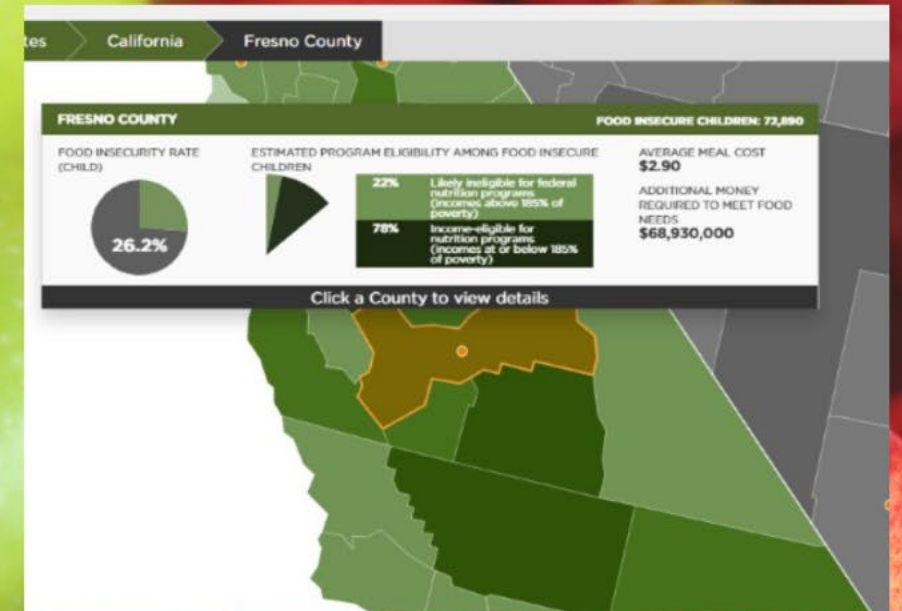 tes California Fresno County
FRESNO COUNTY FOOD INSECURE CHILDREN: 72,890
FOOD INSECURITY RATE
(CHILD)
26.2%
ESTIMATED PROGRAM ELIGIBILITY AMONG FOOD INSECURE
CHILDREN
22% Likely ineligible for federal
nutrition programs
(incomes above 185% of
poverty)
78% Income-eligible for
nutrition programs
(incomes at or below 185%
of poverty)
AVERAGE MEAL COST
$2.90
ADDITIONAL MONEY
REQUIRED TO MEET FOOD
NEEDS
$68,930,000
Click a County to view details